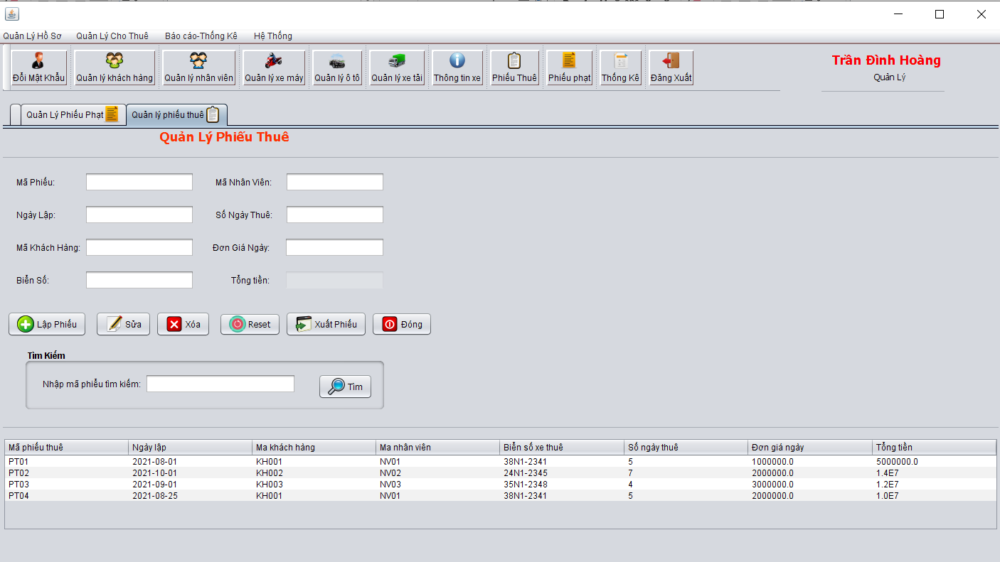 Quản Lý Hồ Sơ Quản Lý Cho Thuê Báo cáo-Thống Kê Hệ Thống
Đổi Mật Khẩu Quản lý khách hàng Quản lý nhân viên Quản lý xe máy Quản lý ô tô Quản lý xe tải Thông tin xe Phiếu Thuê Phiếu phạt Thống Kê Đăng Xuất
Trần Đình Hoàng
Quản Lý
Quản Lý Phiếu Phạt Quản lý phiếu thuê
Quản Lý Phiếu Thuê
Mã Phiếu: Mã Nhân Viên:
Ngày Lập: Số Ngày Thuê:
Mã Khách Hàng: Đơn Giá Ngày:
Biển Số: Tổng tiền:
Lập Phiếu Sửa Xóa Reset Xuất Phiếu Đóng
Tìm Kiếm
Nhập mã phiếu tìm kiếm: Tìm
Mã phiếu thuê Ngày lập Ma khách hàng Ma nhân viên Biển số xe thuê Số ngày thuê Đơn giá ngày Tổng tiền
PT01 2021-08-01 KH001 NV01 38N1-2341 5 1000000.0 5000000.0
PT02 2021-10-01 KH002 NV02 24N1-2345 7 2000000.0 1.4E7
PT03 2021-09-01 KH003 NV03 35N1-2348 4 3000000.0 1.2E7
PT04 2021-08-25 KH001 NV01 38N1-2341 5 2000000.0 1.0E7